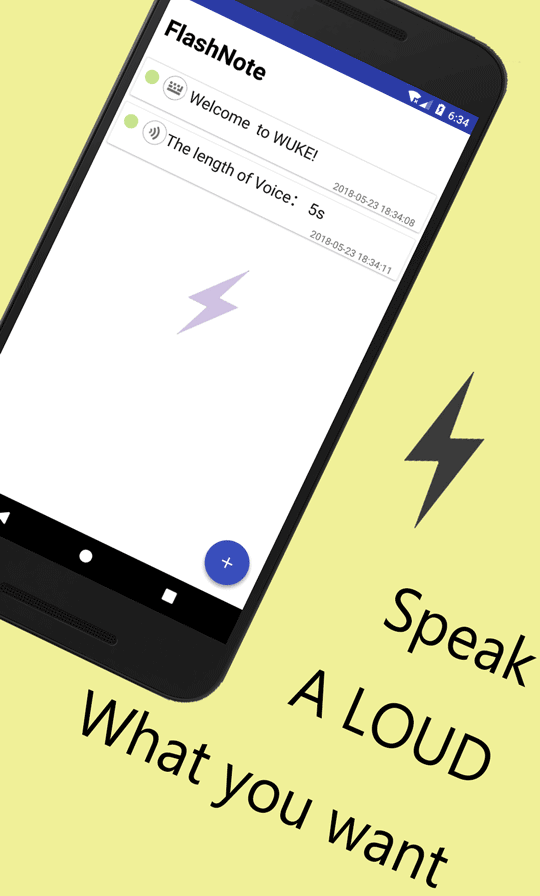 6:34
FlashNote
Welcome to WUKE!
2018-05-23 18:34:08
The length of Voice： 5s
2018-05-23 18:34:11
+
Speak
A LOUD
What you want